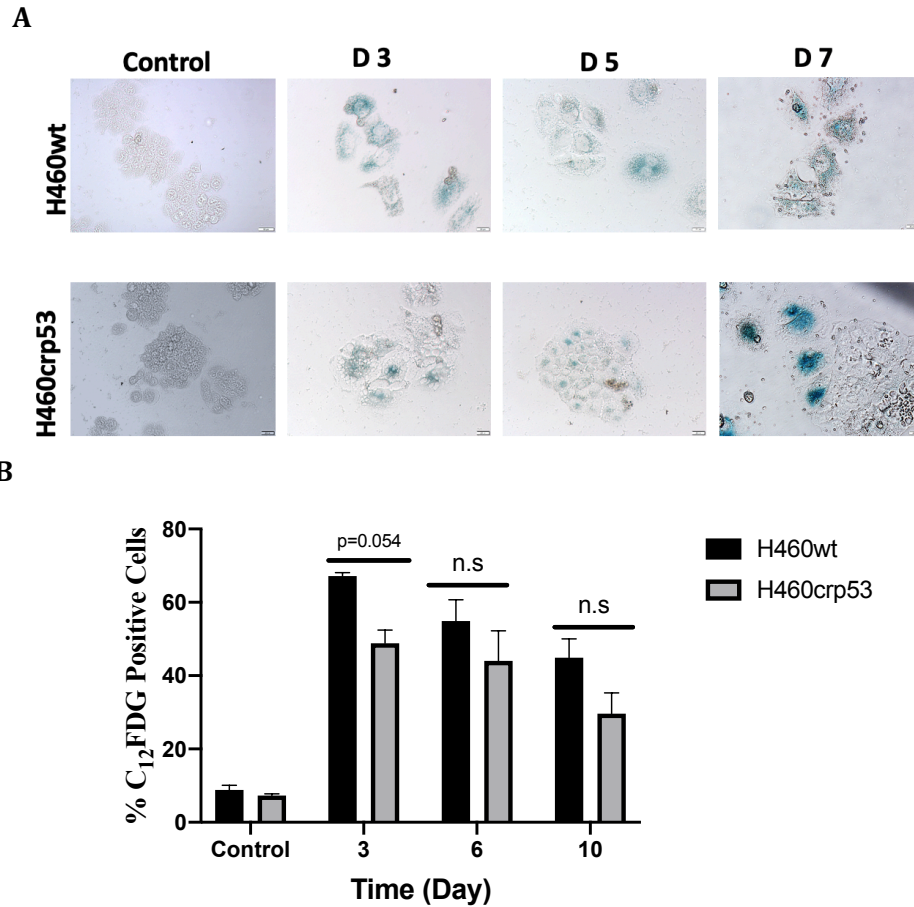 A
Control
D 3
D 5
D 7
H460wt
H460crp53
B
% C₁₂FDG Positive Cells
80
60
40
20
0
p=0.054
n.s
n.s
H460wt
H460crp53
Control
3
6
10
Time (Day)